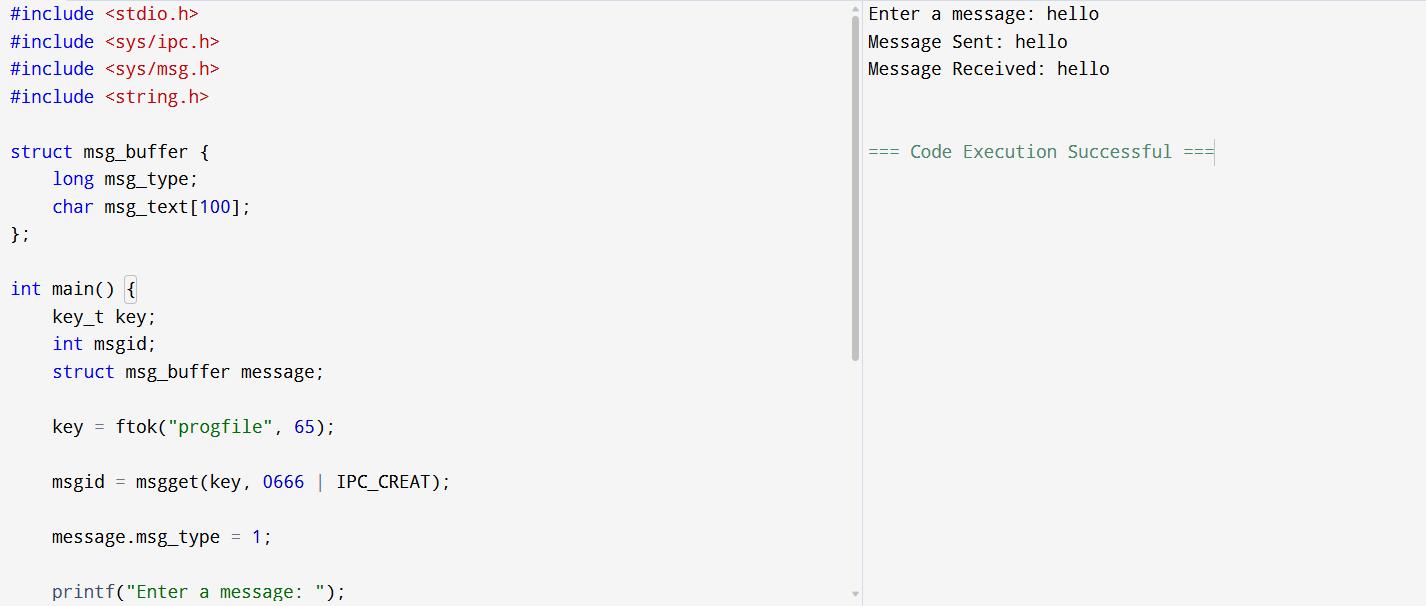 #include <stdio.h>
#include <sys/ipc.h>
#include <sys/msg.h>
#include <string.h>
struct msg_buffer {
    long msg_type;
    char msg_text[100];
};
int main() {
    key_t key;
    int msgid;
    struct msg_buffer message;
    key = ftok("progfile", 65);
    msgid = msgget(key, 0666 | IPC_CREAT);
    message.msg_type = 1;
    printf("Enter a message: ");
Enter a message: hello
Message Sent: hello
Message Received: hello
=== Code Execution Successful ===